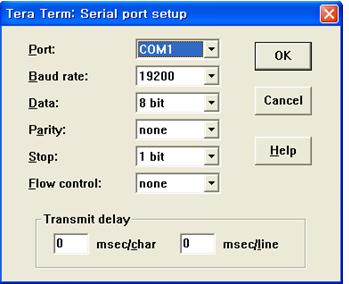 Tera Term: Serial port setup
Port: COM1
OK
Baud rate: 19200
Data: 8 bit
Cancel
Parity: none
Stop: 1 bit
Help
Flow control: none
Transmit delay
0 msec/char 0 msec/line